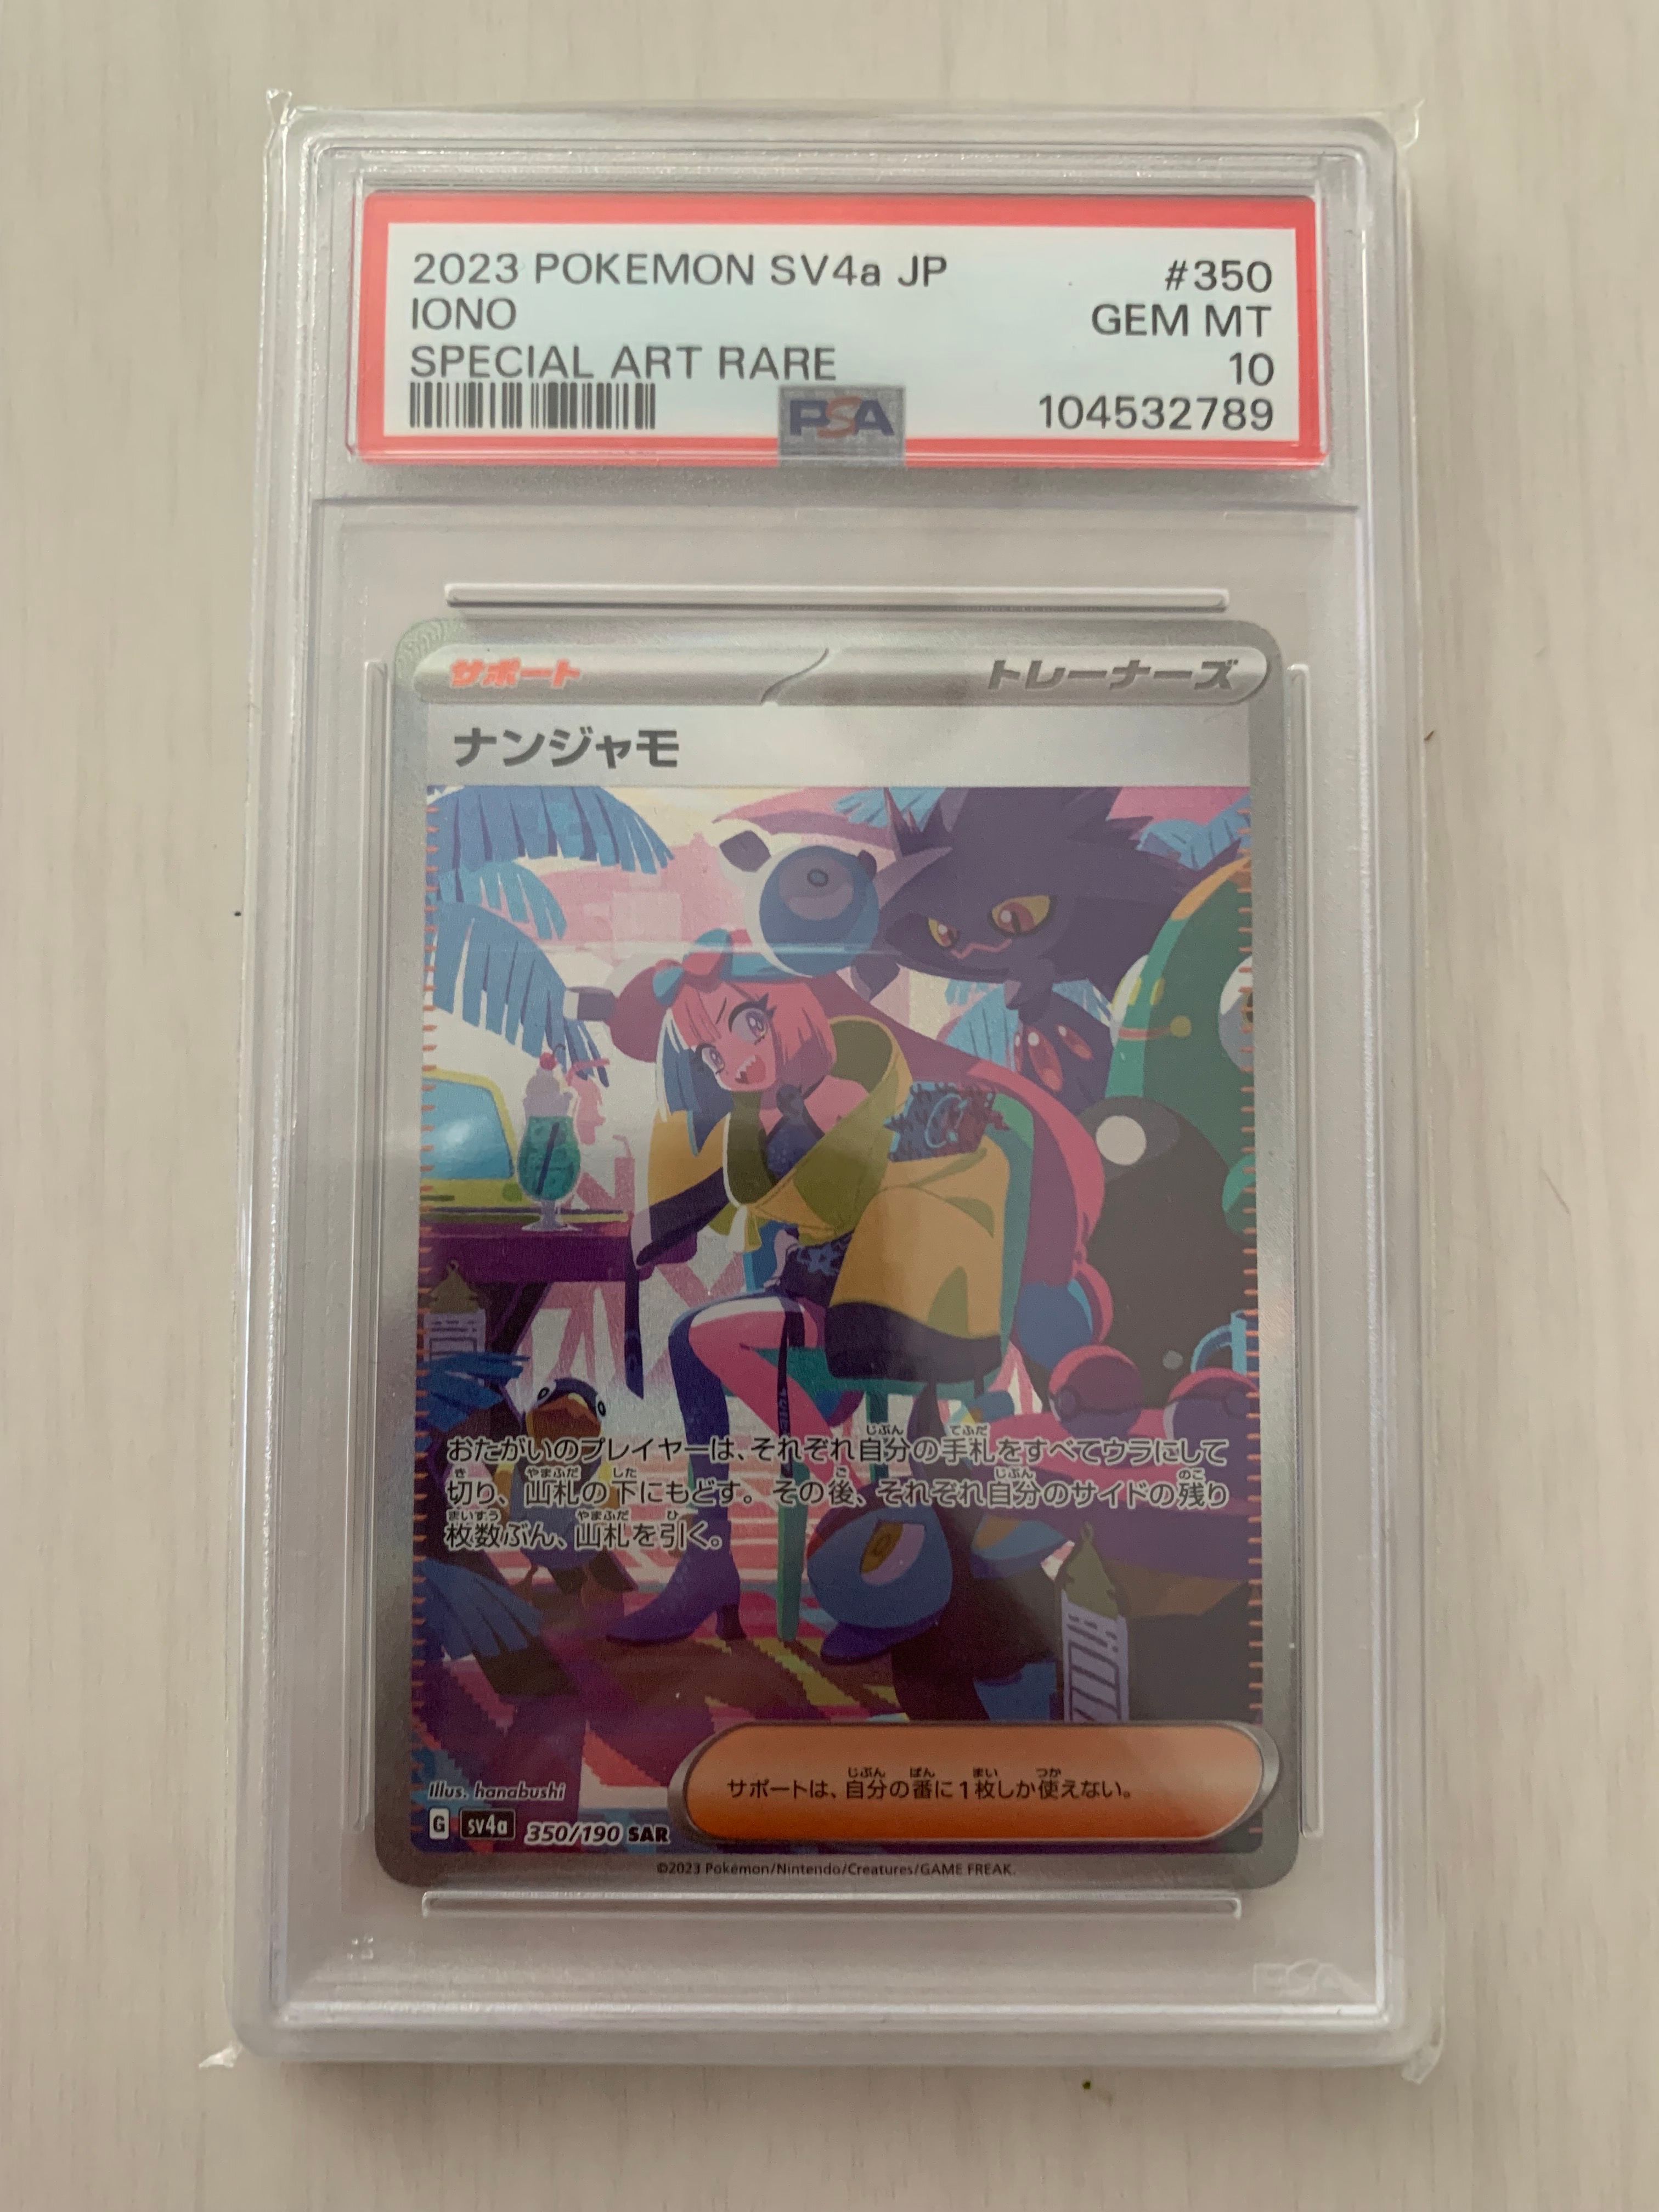 2023 POKEMON SV4a JP #350
IONO GEM MT
SPECIAL ART RARE 10
PSA 104532789
サポート トレーナーズ
ナンジャモ
おたがいのプレイヤーは、それぞれ自分の手札をすべてウラにして
切り、山札の下にもどす。その後、それぞれ自分のサイドの残り
枚数ぶん、山札を引く。
サポートは、自分の番に1枚しか使えない。
Illus. hanabushi
G sv4a 350/190 SAR
©2023 Pokémon/Nintendo/Creatures/GAME FREAK.
PSA